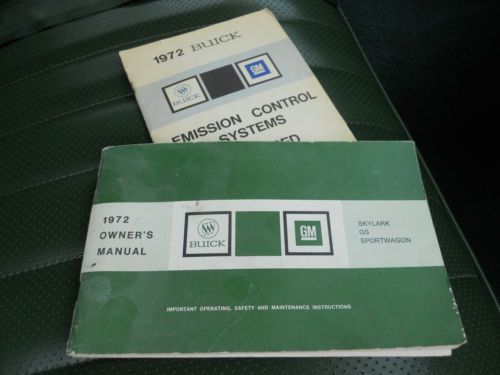 1972 BUICK
BUICK
GM
EMISSION CONTROL
SYSTEMS
1972
OWNER'S
MANUAL
BUICK
GM
SKYLARK
GS
SPORTWAGON
IMPORTANT OPERATING, SAFETY AND MAINTENANCE INSTRUCTIONS